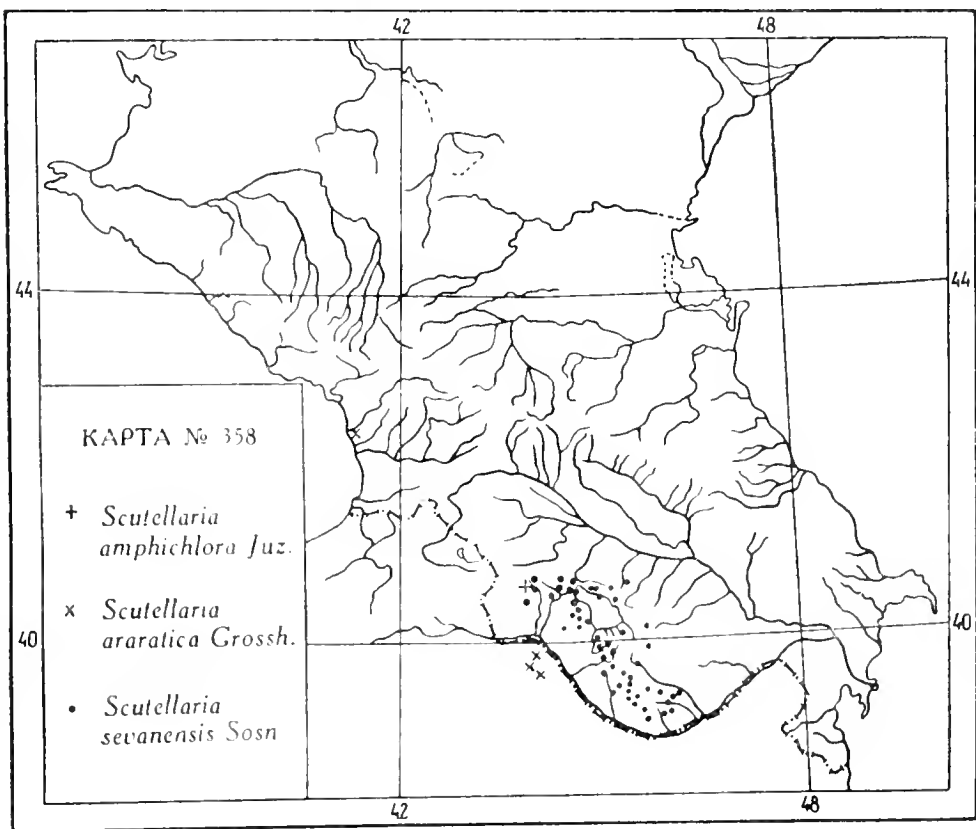 42 48
44 44
КАРТА № 358
+ Scutellaria
amphichlora Juz.
× Scutellaria
araratica Grossh.
• Scutellaria
sevanensis Sosn
40 40
42 48